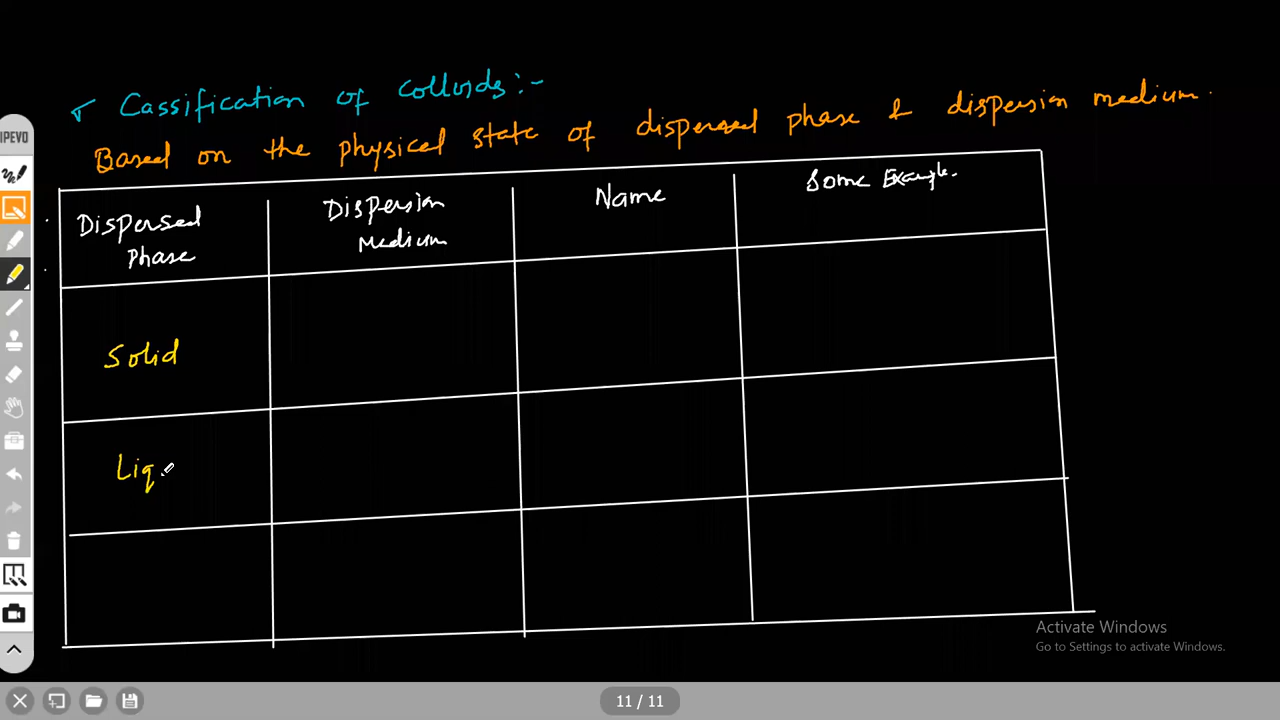 IPEVO
Cassification of colloids:-
Based on the physical state of dispersed phase & dispersion medium.
Dispersed Phase
Dispersion Medium
Name
Some Example.
Solid
Liq
Activate Windows
Go to Settings to activate Windows.
11 / 11